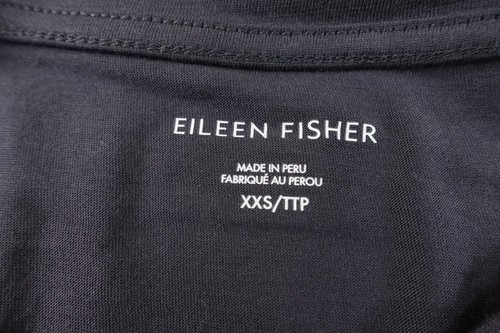 EILEEN FISHER
MADE IN PERU
FABRIQUÉ AU PEROU
XXS/TTP